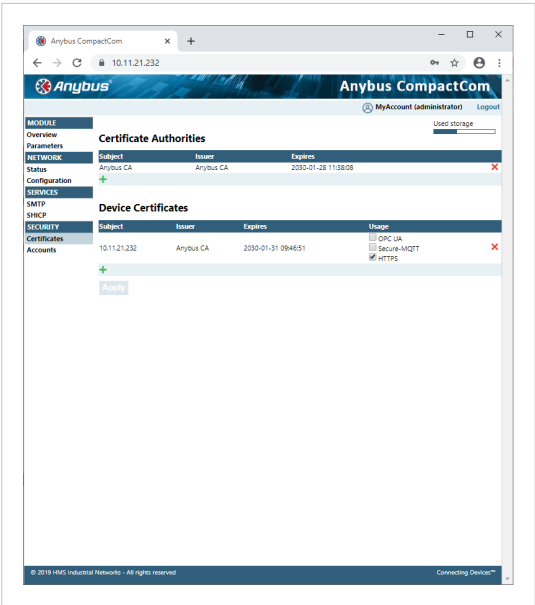 Anybus CompactCom
10.11.21.232
Anybus
Anybus CompactCom
MyAccount (administrator) Logout
Used storage
MODULE
Overview
Parameters
NETWORK
Status
Configuration
SERVICES
SMTP
SHICP
SECURITY
Certificates
Accounts
Certificate Authorities
Subject Issuer Expires
Anybus CA Anybus CA 2030-01-28 11:38:08
Device Certificates
Subject Issuer Expires Usage
10.11.21.232 Anybus CA 2030-01-31 09:46:51
OPC UA
Secure-MQTT
HTTPS
Apply
© 2019 HMS Industrial Networks - All rights reserved Connecting Devices™